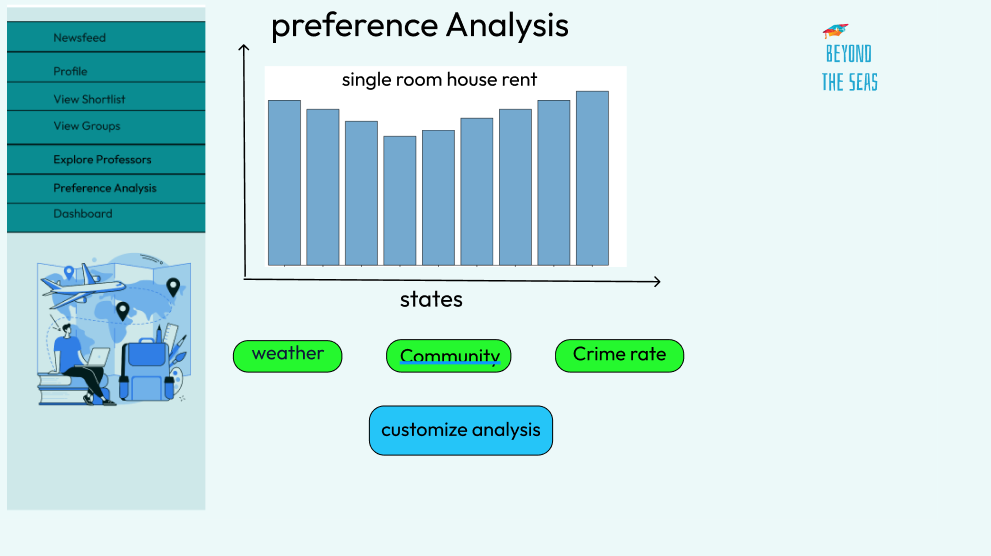 preference Analysis
BEYOND
THE SEAS
Newsfeed
Profile
View Shortlist
View Groups
Explore Professors
Preference Analysis
Dashboard
single room house rent
states
weather
Community
Crime rate
customize analysis